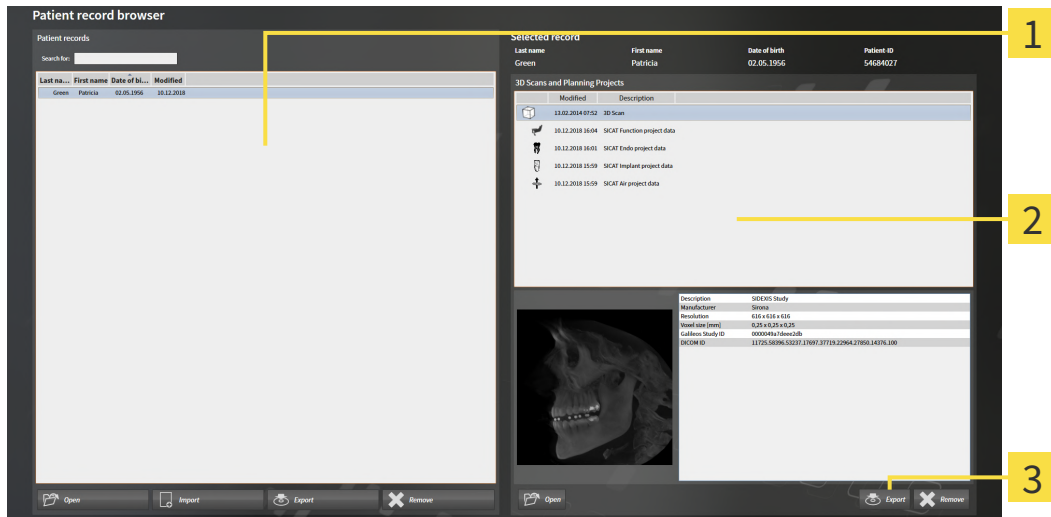 Patient record browser
1
Patient records
Search for:
Last na... First name Date of bi... Modified
Green Patricia 02.05.1956 10.12.2018
Open Import Export Remove
Selected record
Last name First name Date of birth Patient-ID
Green Patricia 02.05.1956 54684027
3D Scans and Planning Projects
Modified Description
13.02.2014 07:52 3D Scan
10.12.2018 16:04 SICAT Function project data
10.12.2018 16:01 SICAT Endo project data
10.12.2018 15:59 SICAT Implant project data
10.12.2018 15:59 SICAT Air project data
2
Description SIDEXIS Study
Manufacturer Sirona
Resolution 616 x 616 x 616
Voxel size [mm] 0,25 x 0,25 x 0,25
Galileos Study ID 0000049a7deee2db
DICOM ID 11725.58396.53237.17697.37719.22964.27850.14376.100
3
Open Export Remove